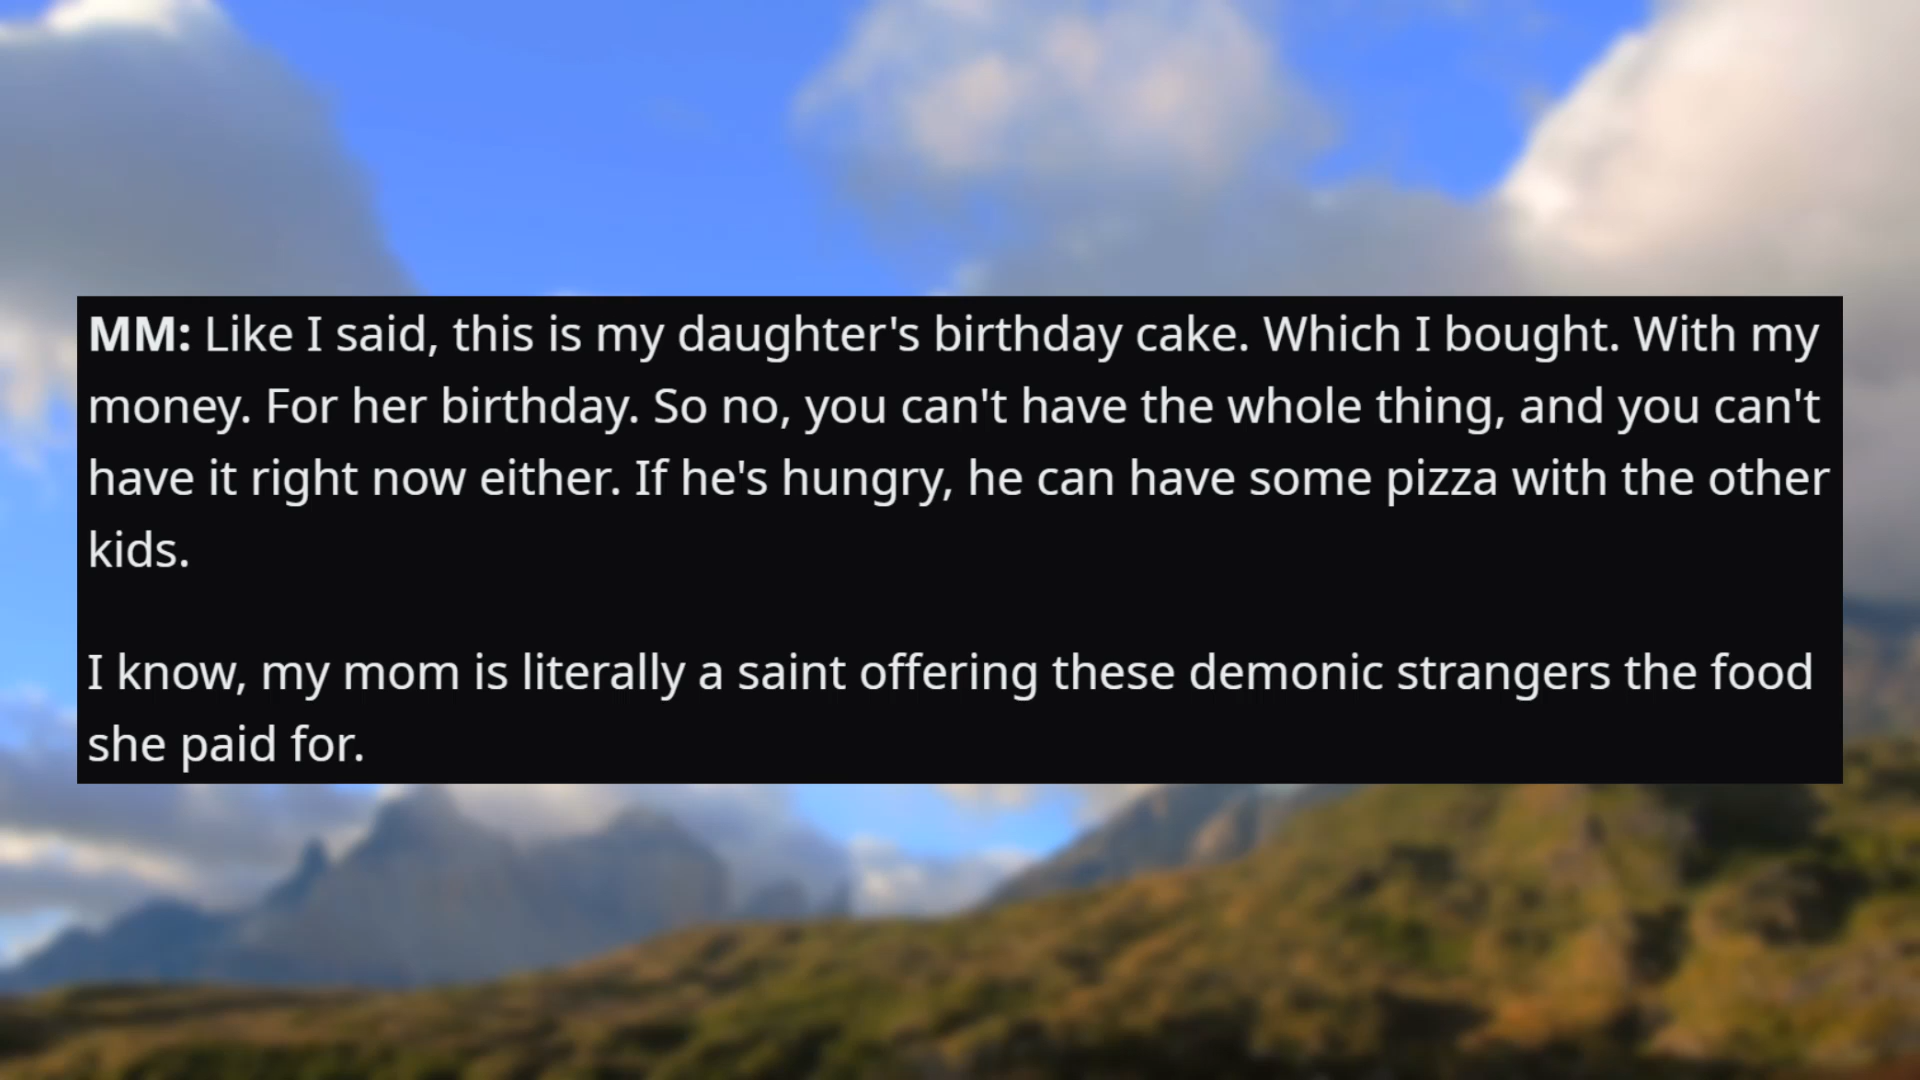 MM: Like I said, this is my daughter's birthday cake. Which I bought. With my
money. For her birthday. So no, you can't have the whole thing, and you can't
have it right now either. If he's hungry, he can have some pizza with the other
kids.
I know, my mom is literally a saint offering these demonic strangers the food
she paid for.